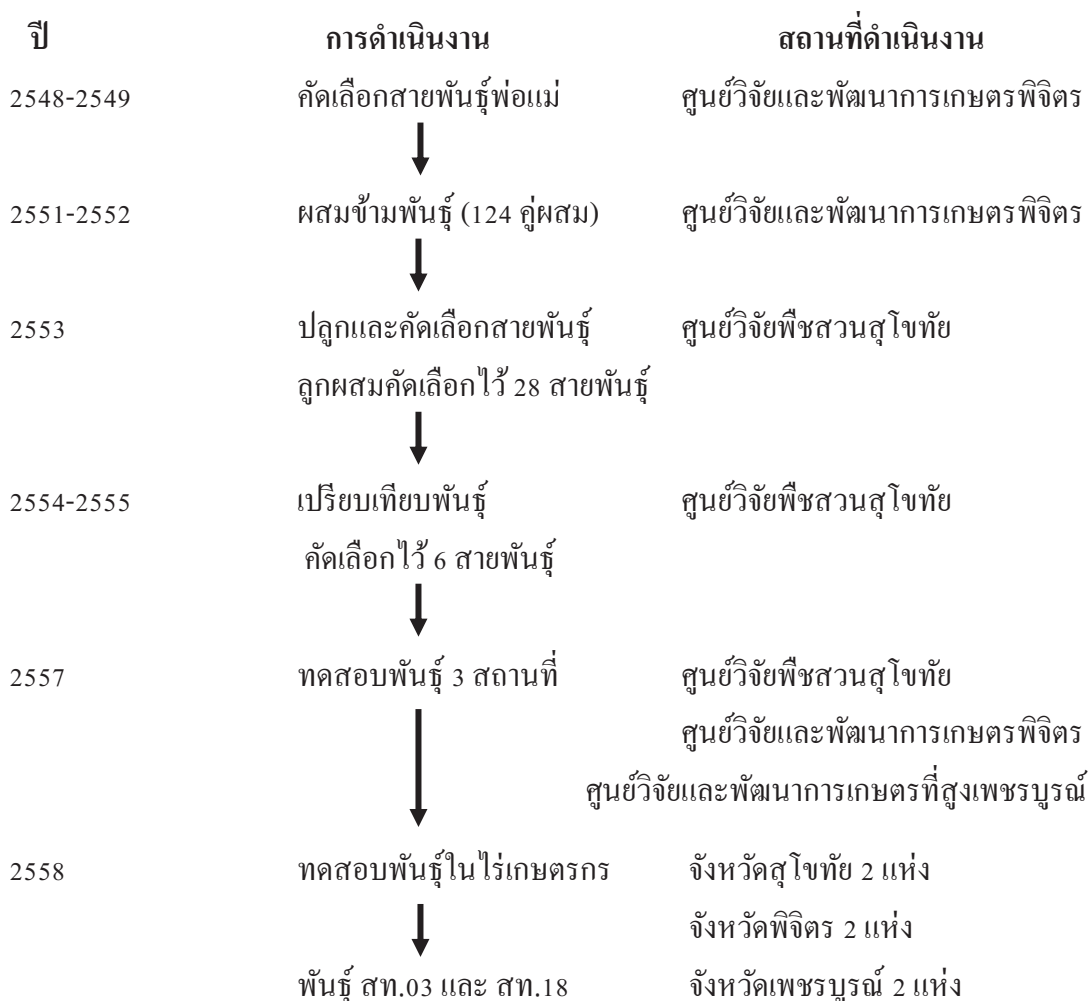 ปี การดำเนินงาน สถานที่ดำเนินงาน
2548-2549 คัดเลือกสายพันธุ์พ่อแม่ ศูนย์วิจัยและพัฒนาการเกษตรพิจิตร
2551-2552 ผสมข้ามพันธุ์ (124 คู่ผสม) ศูนย์วิจัยและพัฒนาการเกษตรพิจิตร
2553 ปลูกและคัดเลือกสายพันธุ์ ศูนย์วิจัยพืชสวนสุโขทัย
ลูกผสมคัดเลือกไว้ 28 สายพันธุ์
2554-2555 เปรียบเทียบพันธุ์ ศูนย์วิจัยพืชสวนสุโขทัย
คัดเลือกไว้ 6 สายพันธุ์
2557 ทดสอบพันธุ์ 3 สถานที่ ศูนย์วิจัยพืชสวนสุโขทัย
ศูนย์วิจัยและพัฒนาการเกษตรพิจิตร
ศูนย์วิจัยและพัฒนาการเกษตรที่สูงเพชรบูรณ์
2558 ทดสอบพันธุ์ในไร่เกษตรกร จังหวัดสุโขทัย 2 แห่ง
จังหวัดพิจิตร 2 แห่ง
พันธุ์ สท.03 และ สท.18 จังหวัดเพชรบูรณ์ 2 แห่ง